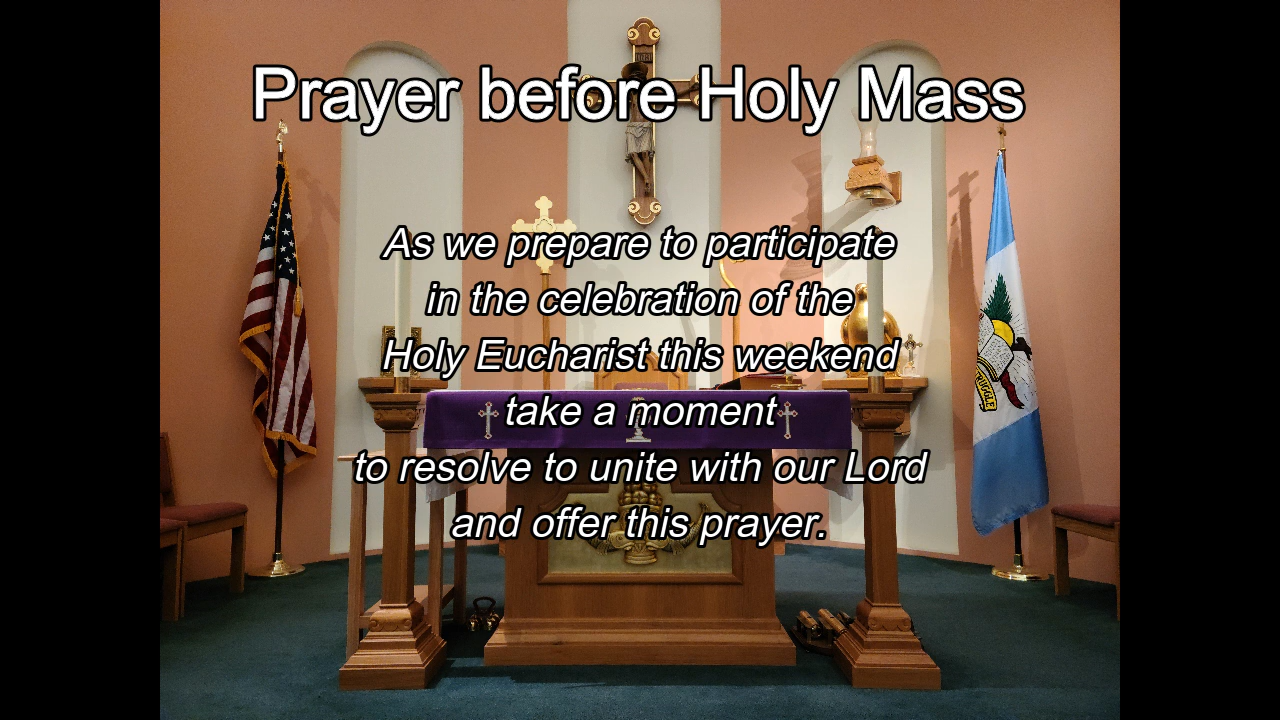 Prayer before Holy Mass
As we prepare to participate
in the celebration of the
Holy Eucharist this weekend
take a moment
to resolve to unite with our Lord
and offer this prayer.